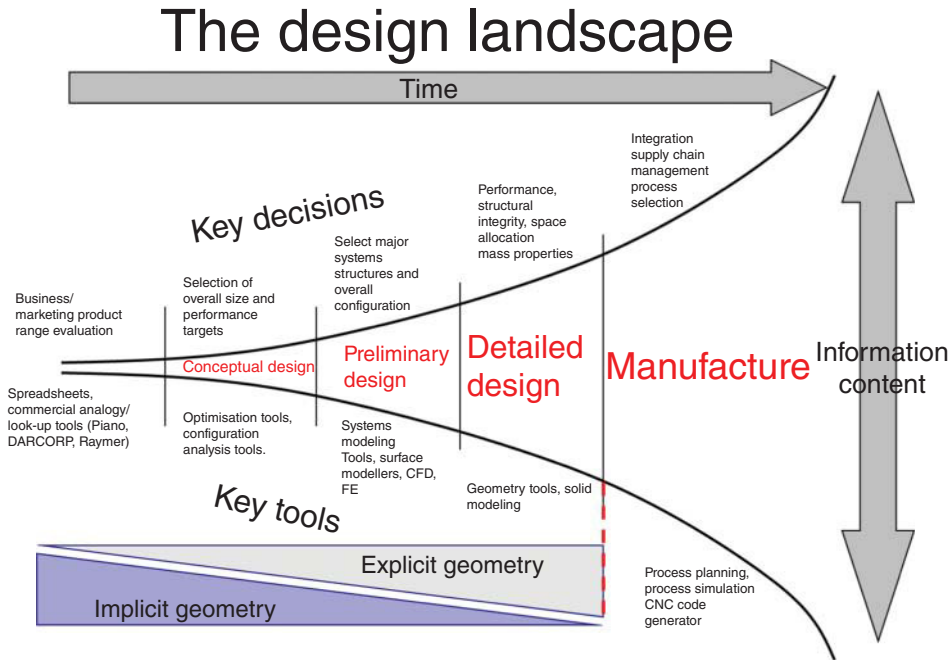 The design landscape
Time
Key decisions
Business/
marketing product
range evaluation
Selection of
overall size and
performance
targets
Select major
systems
structures and
overall
configuration
Performance,
structural
integrity, space
allocation
mass properties
Integration
supply chain
management
process
selection
Conceptual design
Preliminary
design
Detailed
design
Manufacture
Information
content
Spreadsheets,
commercial analogy/
look-up tools (Piano,
DARCORP, Raymer)
Optimisation tools,
configuration
analysis tools.
Systems
modeling
Tools, surface
modellers, CFD,
FE
Geometry tools, solid
modeling
Process planning,
process simulation
CNC code
generator
Key tools
Explicit geometry
Implicit geometry